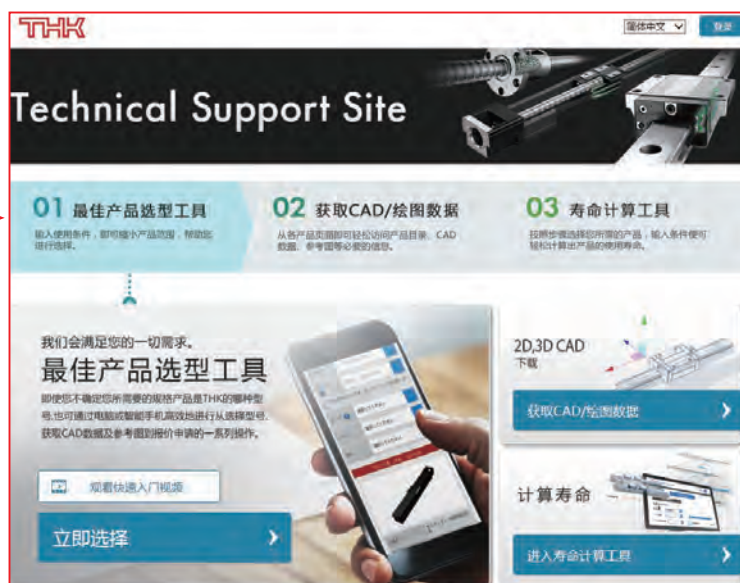 THK
简体中文
登录
Technical Support Site
01 最佳产品选型工具
输入使用条件，即可缩小产品范围，帮助您
进行选择。
02 获取CAD/绘图数据
从各产品页面即可轻松访问产品目录、CAD
数据、参考图等必要的信息。
03 寿命计算工具
按照步骤选择您所需的产品，输入条件便可
轻松计算出产品的使用寿命。
我们会满足您的一切需求。
最佳产品选型工具
即使您不确定您所需要的规格产品是THK的哪种型
号,也可通过电脑或智能手机高效地进行从选择型号,
获取CAD数据及参考图到报价申请的一系列操作。
观看快速入门视频
立即选择
2D,3D CAD
下载
获取CAD/绘图数据
计算寿命
进入寿命计算工具